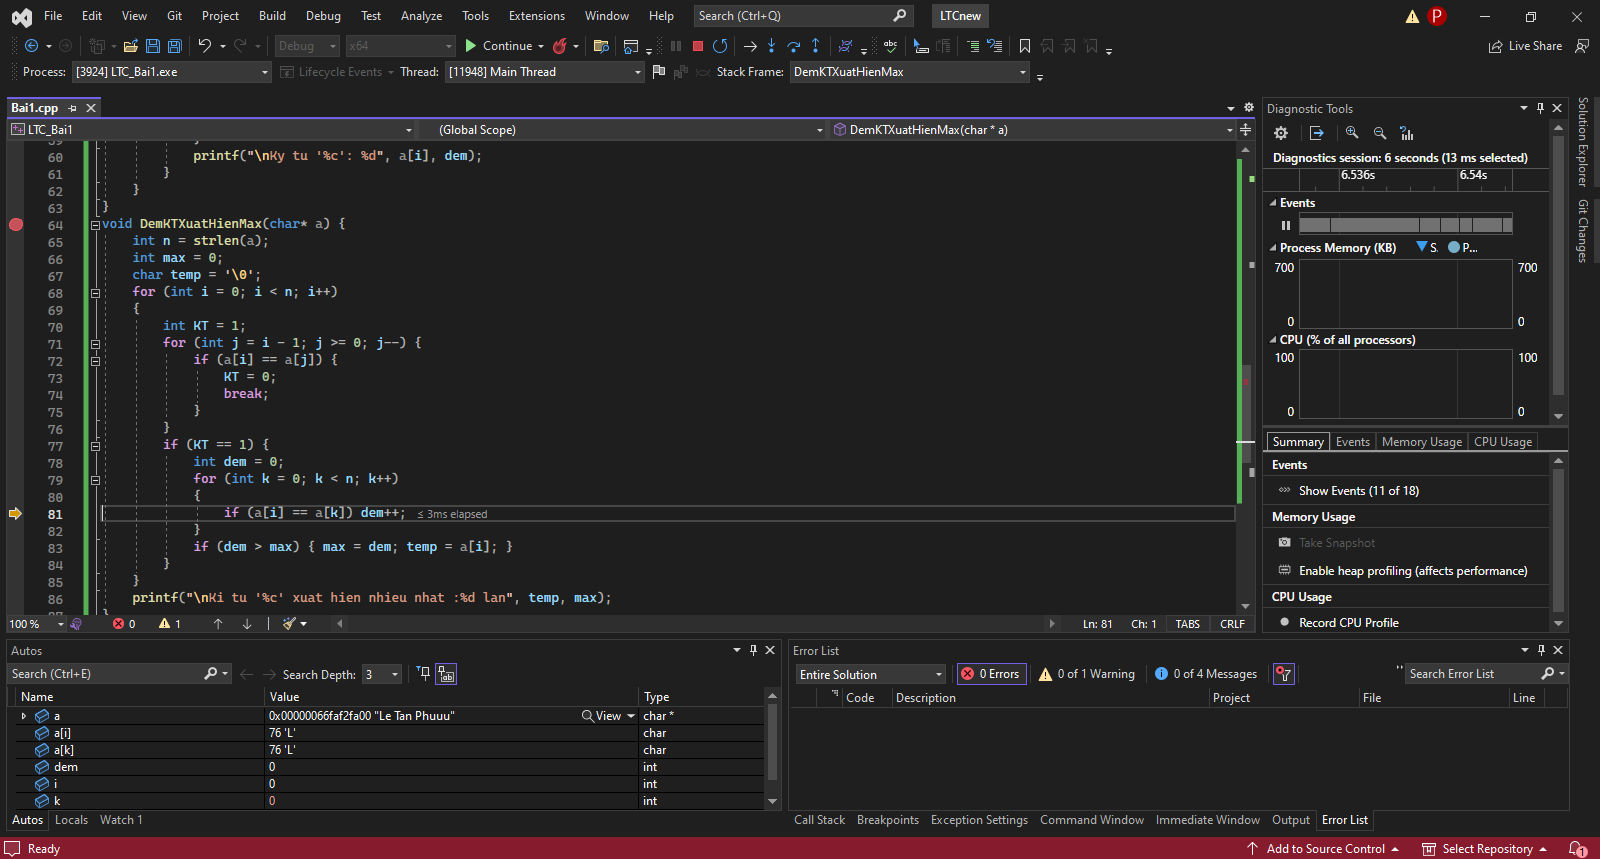 File Edit View Git Project Build Debug Test Analyze Tools Extensions Window Help Search (Ctrl+Q) LTCnew P
Debug x64 Continue Live Share
Process: [3924] LTC_Bai1.exe Lifecycle Events Thread: [11948] Main Thread Stack Frame: DemKTXuatHienMax
Bai1.cpp
LTC_Bai1 (Global Scope) DemKTXuatHienMax(char * a)
59 }
60 printf("\nKy tu '%c': %d", a[i], dem);
61 }
62 }
63 }
64 void DemKTXuatHienMax(char* a) {
65 int n = strlen(a);
66 int max = 0;
67 char temp = '\0';
68 for (int i = 0; i < n; i++)
69 {
70 int KT = 1;
71 for (int j = i - 1; j >= 0; j--) {
72 if (a[i] == a[j]) {
73 KT = 0;
74 break;
75 }
76 }
77 if (KT == 1) {
78 int dem = 0;
79 for (int k = 0; k < n; k++)
80 {
81 if (a[i] == a[k]) dem++; ≤ 3ms elapsed
82 }
83 if (dem > max) { max = dem; temp = a[i]; }
84 }
85 }
86 printf("\nKi tu '%c' xuat hien nhieu nhat :%d lan", temp, max);
87 }
100 % 0 1 Ln: 81 Ch: 1 TABS CRLF
Diagnostic Tools
Diagnostics session: 6 seconds (13 ms selected)
6.536s 6.54s
Events
Process Memory (KB) S. P...
700 700
0 0
CPU (% of all processors)
100 100
0 0
Summary Events Memory Usage CPU Usage
Events
Show Events (11 of 18)
Memory Usage
Take Snapshot
Enable heap profiling (affects performance)
CPU Usage
Record CPU Profile
Solution Explorer
Git Changes
Autos
Search (Ctrl+E) Search Depth: 3
Name Value Type
a 0x00000066faf2fa00 "Le Tan Phuuu" View char *
a[i] 76 'L' char
a[k] 76 'L' char
dem 0 int
i 0 int
k 0 int
Autos Locals Watch 1
Error List
Entire Solution 0 Errors 0 of 1 Warning 0 of 4 Messages Search Error List
Code Description Project File Line
Call Stack Breakpoints Exception Settings Command Window Immediate Window Output Error List
Ready Add to Source Control Select Repository 1